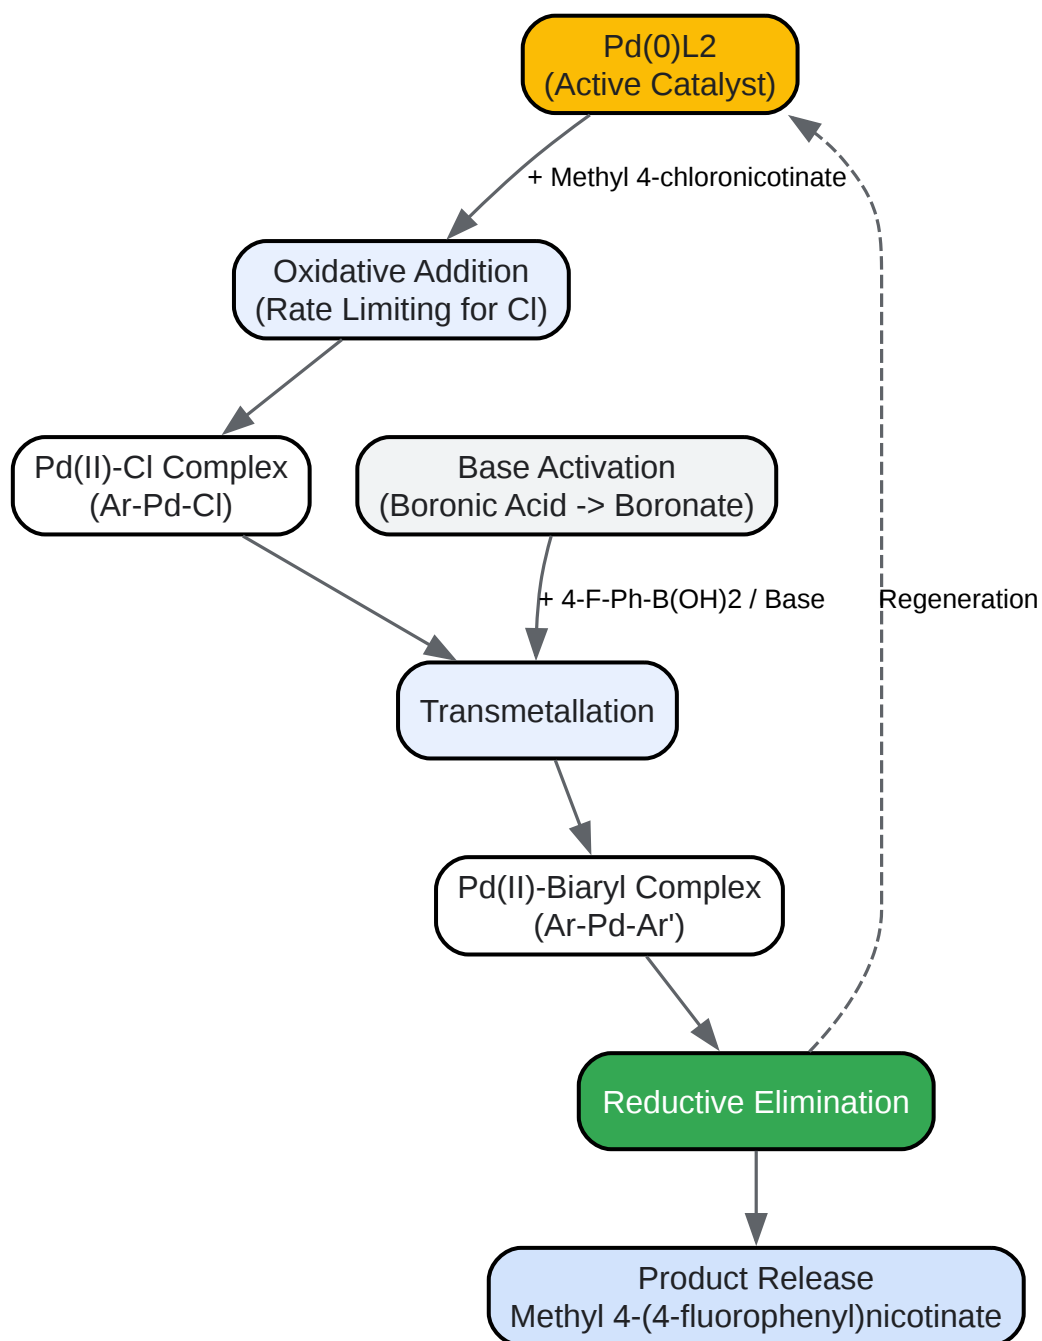 Pd(0)L2
(Active Catalyst)
+ Methyl 4-chloronicotinate
Oxidative Addition
(Rate Limiting for Cl)
Pd(II)-Cl Complex
(Ar-Pd-Cl)
Base Activation
(Boronic Acid -> Boronate)
+ 4-F-Ph-B(OH)2 / Base
Regeneration
Transmetallation
Pd(II)-Biaryl Complex
(Ar-Pd-Ar')
Reductive Elimination
Product Release
Methyl 4-(4-fluorophenyl)nicotinate